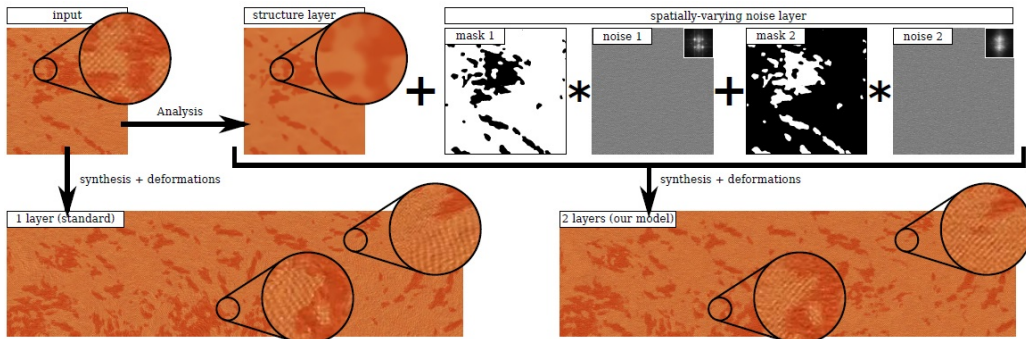 input
structure layer
spatially-varying noise layer
mask 1
noise 1
mask 2
noise 2
+
*
+
*
Analysis
synthesis + deformations
synthesis + deformations
1 layer (standard)
2 layers (our model)